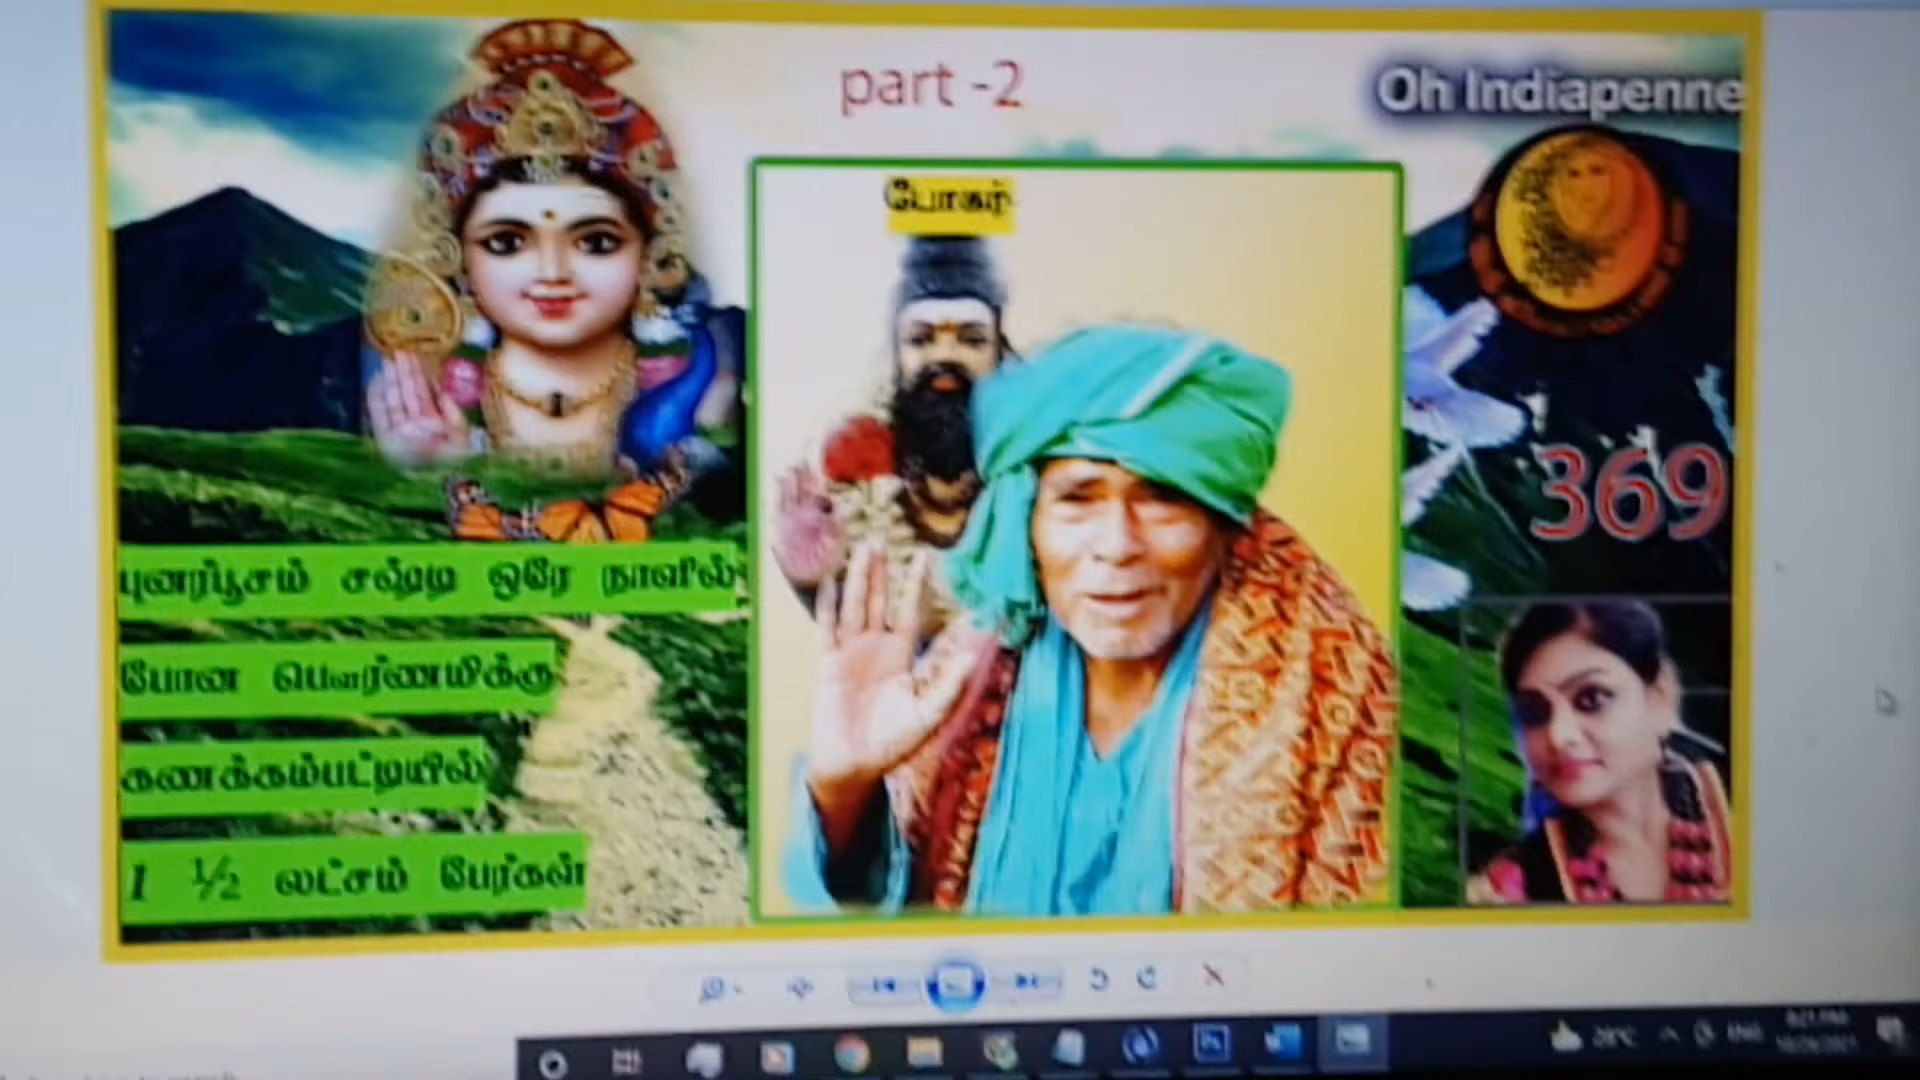 part -2
Oh Indiapenne
போகர்
369
புனர்பூசம் சஷ்டி ஒரே நாளில்
போன பௌர்ணமிக்கு
கணக்கம்பட்டியில்
1 ½ லட்சம் பேர்கள்
ENG